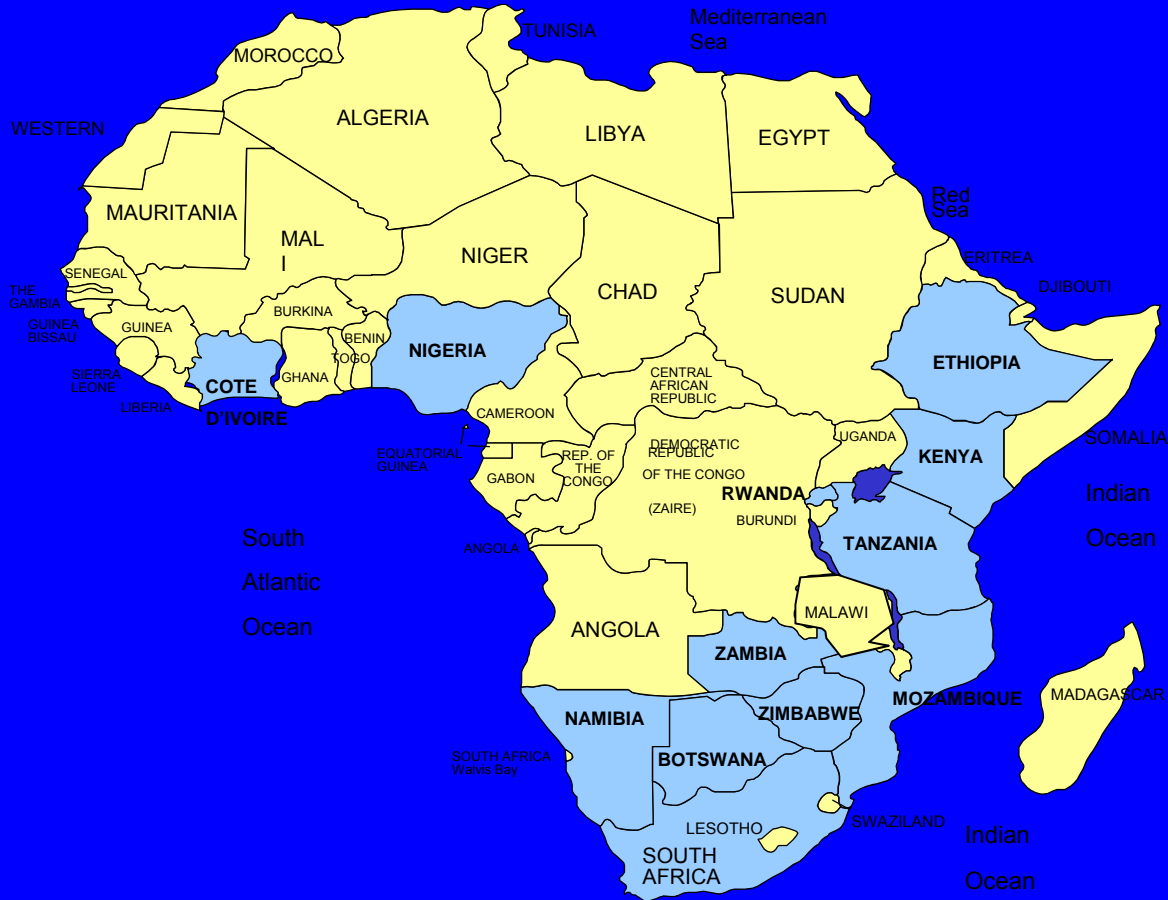 Mediterranean
Sea
TUNISIA
MOROCCO
ALGERIA
LIBYA
EGYPT
WESTERN
Red
Sea
MAURITANIA
MAL
I
NIGER
CHAD
SUDAN
ERITREA
SENEGAL
DJIBOUTI
THE
GAMBIA
GUINEA
BISSAU
GUINEA
BURKINA
BENIN
TOGO
GHANA
NIGERIA
ETHIOPIA
SIERRA
LEONE
LIBERIA
COTE
D'IVOIRE
CENTRAL
AFRICAN
REPUBLIC
CAMEROON
UGANDA
SOMALIA
KENYA
EQUATORIAL
GUINEA
GABON
REP. OF
THE
CONGO
DEMOCRATIC
REPUBLIC
OF THE CONGO
(ZAIRE)
RWANDA
BURUNDI
Indian
Ocean
TANZANIA
ANGOLA
South
Atlantic
Ocean
ANGOLA
MALAWI
ZAMBIA
MOZAMBIQUE
MADAGASCAR
NAMIBIA
ZIMBABWE
BOTSWANA
SOUTH AFRICA
Walvis Bay
LESOTHO
SWAZILAND
SOUTH
AFRICA
Indian
Ocean